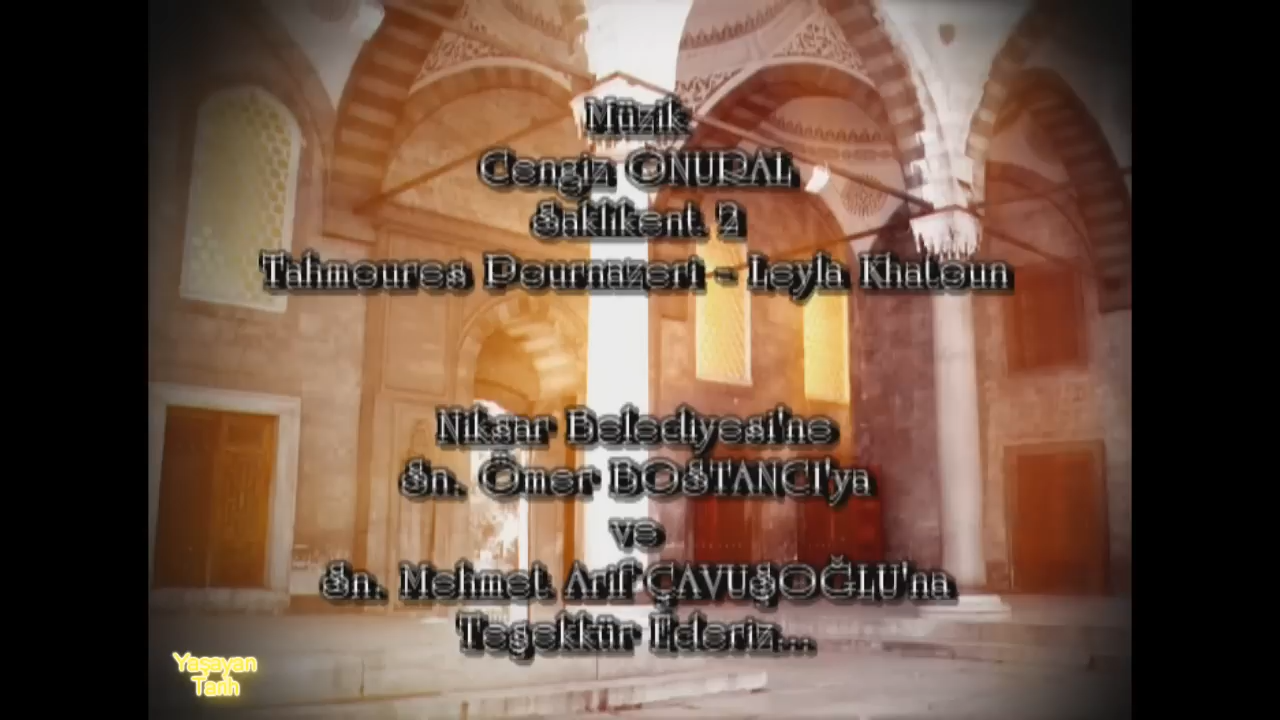 Müzik
Cengiz ONURAL
Saklıkent 2
Tahmoures Pournazeri - Leyla Khatoun
Niksar Belediyesi'ne
Sn. Ömer BOSTANCI'ya
ve
Sn. Mehmet Arif ÇAVUŞOĞLU'na
Teşekkür Ederiz...
Yaşayan
Tarih